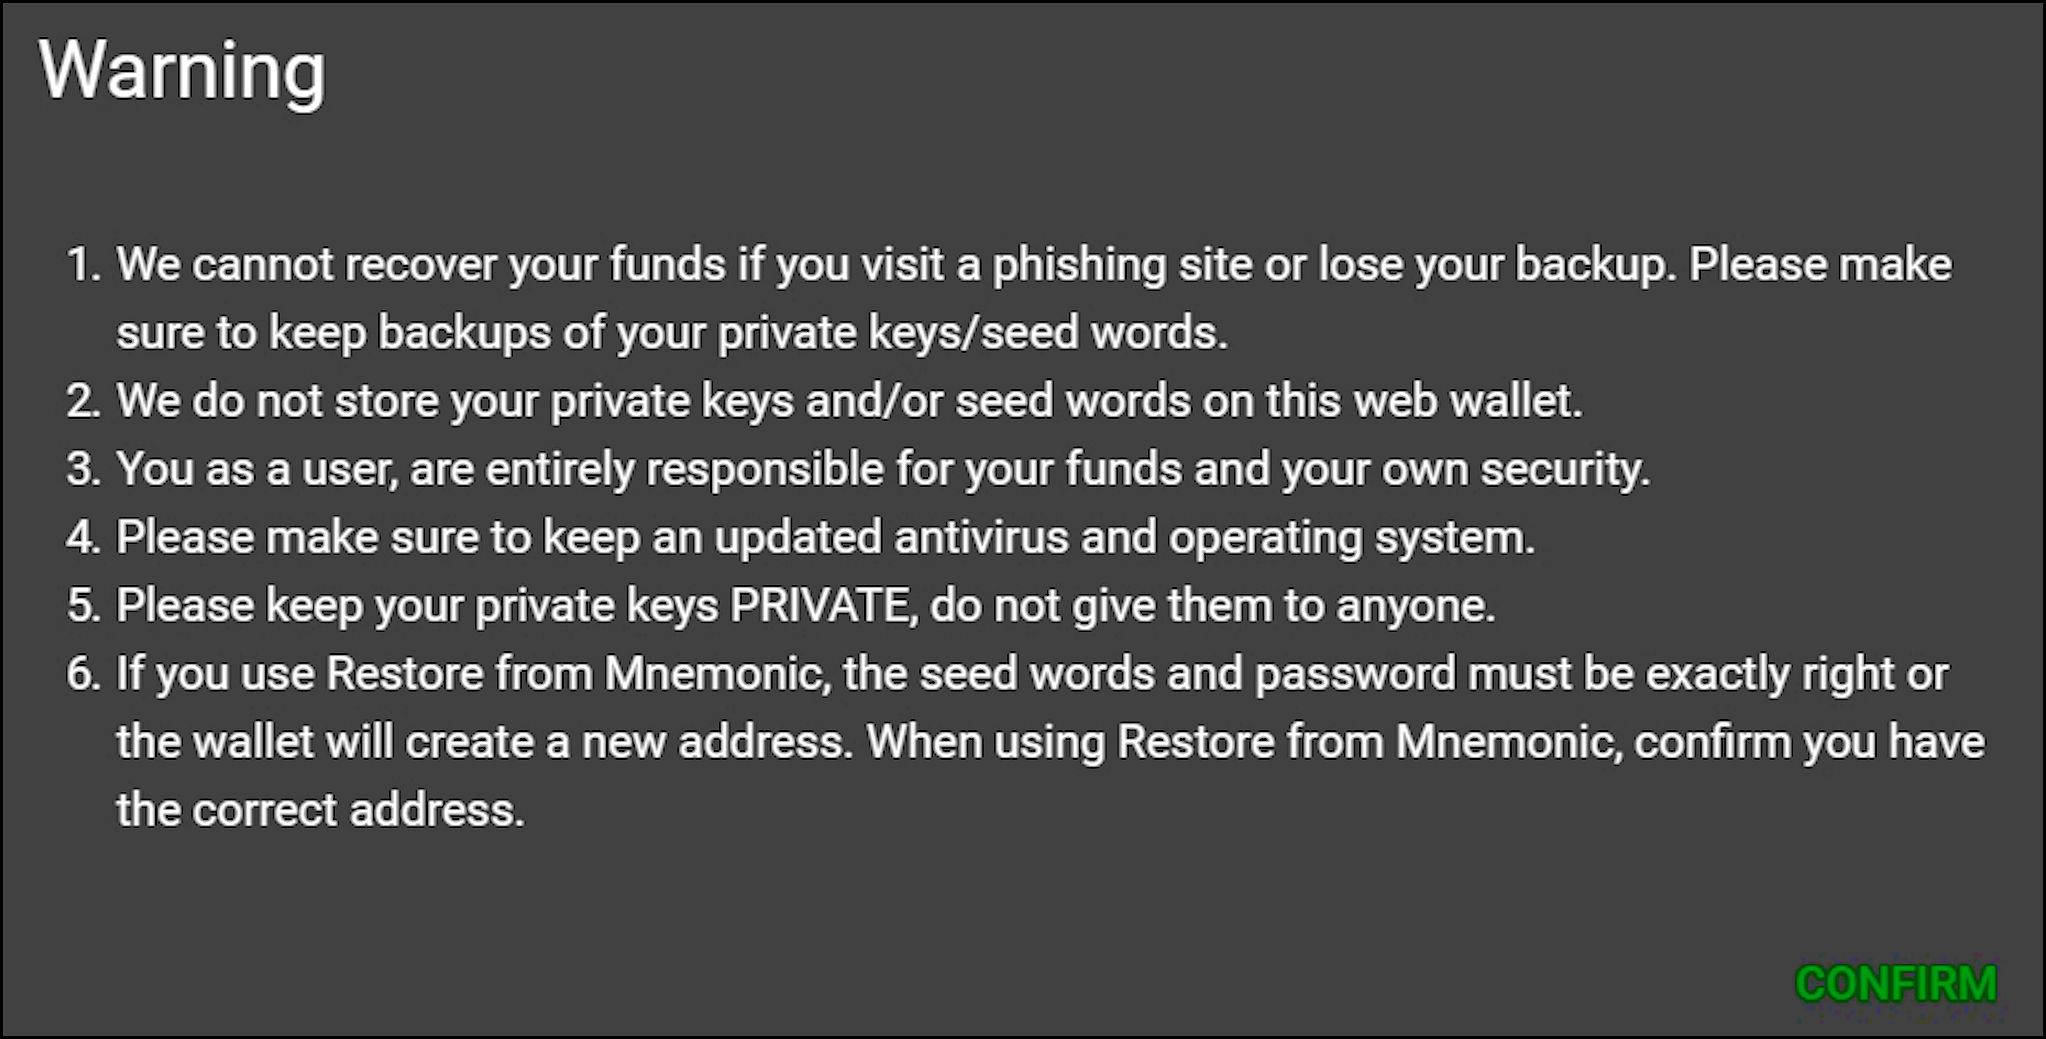 Warning
1. We cannot recover your funds if you visit a phishing site or lose your backup. Please make
sure to keep backups of your private keys/seed words.
2. We do not store your private keys and/or seed words on this web wallet.
3. You as a user, are entirely responsible for your funds and your own security.
4. Please make sure to keep an updated antivirus and operating system.
5. Please keep your private keys PRIVATE, do not give them to anyone.
6. If you use Restore from Mnemonic, the seed words and password must be exactly right or
the wallet will create a new address. When using Restore from Mnemonic, confirm you have
the correct address.
CONFIRM